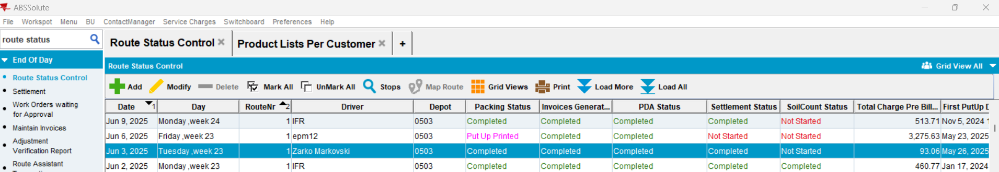 ABSSolute
File Workspot Menu BU ContactManager Service Charges Switchboard Preferences Help
route status
Route Status Control
Product Lists Per Customer
+
End Of Day
Route Status Control
Settlement
Work Orders waiting
for Approval
Maintain Invoices
Adjustment
Verification Report
Route Assistant
Route Status Control Grid View All
Add Modify Delete Mark All UnMark All Stops Map Route Grid Views Print Load More Load All
Date 1 Day RouteNr 2 Driver Depot Packing Status Invoices Generat... PDA Status Settlement Status SoilCount Status Total Charge Pre Bill... First PutUp D
Jun 9, 2025 Monday ,week 24 1 IFR 0503 Completed Completed Completed Completed Not Started 513.71 Nov 5, 2024 1
Jun 6, 2025 Friday ,week 23 1 epm12 0503 Put Up Printed Completed Completed Not Started Not Started 3,275.63 May 23, 2025
Jun 3, 2025 Tuesday ,week 23 1 Zarko Markovski 0503 Completed Completed Completed Completed Not Started 93.06 May 26, 2025
Jun 2, 2025 Monday ,week 23 1 IFR 0503 Completed Completed Completed Completed Completed 460.77 Jan 17, 2024